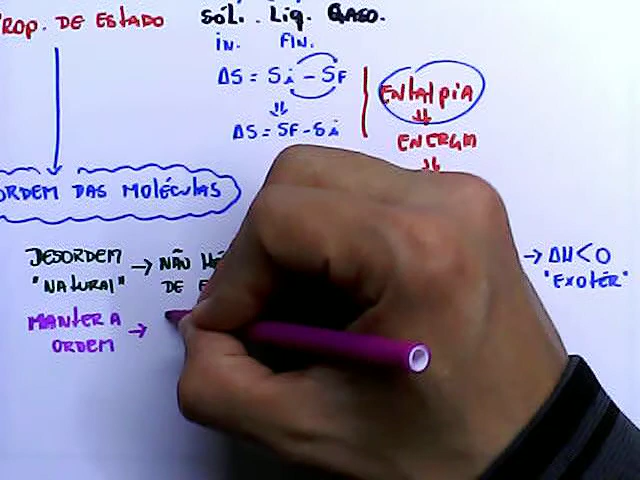 PROP. DE ESTADO
SÓL. LIQ. GASO.
IN. FIN.
ΔS = Si - SF
ΔS = SF - Si
ENTALPIA
ENERGIA
ORDEM DAS MOLÉCULAS
DESORDEM → NÃO
"NATURAL" DE
→ ΔH < 0
"EXOTÉR"
MANTER A →
ORDEM